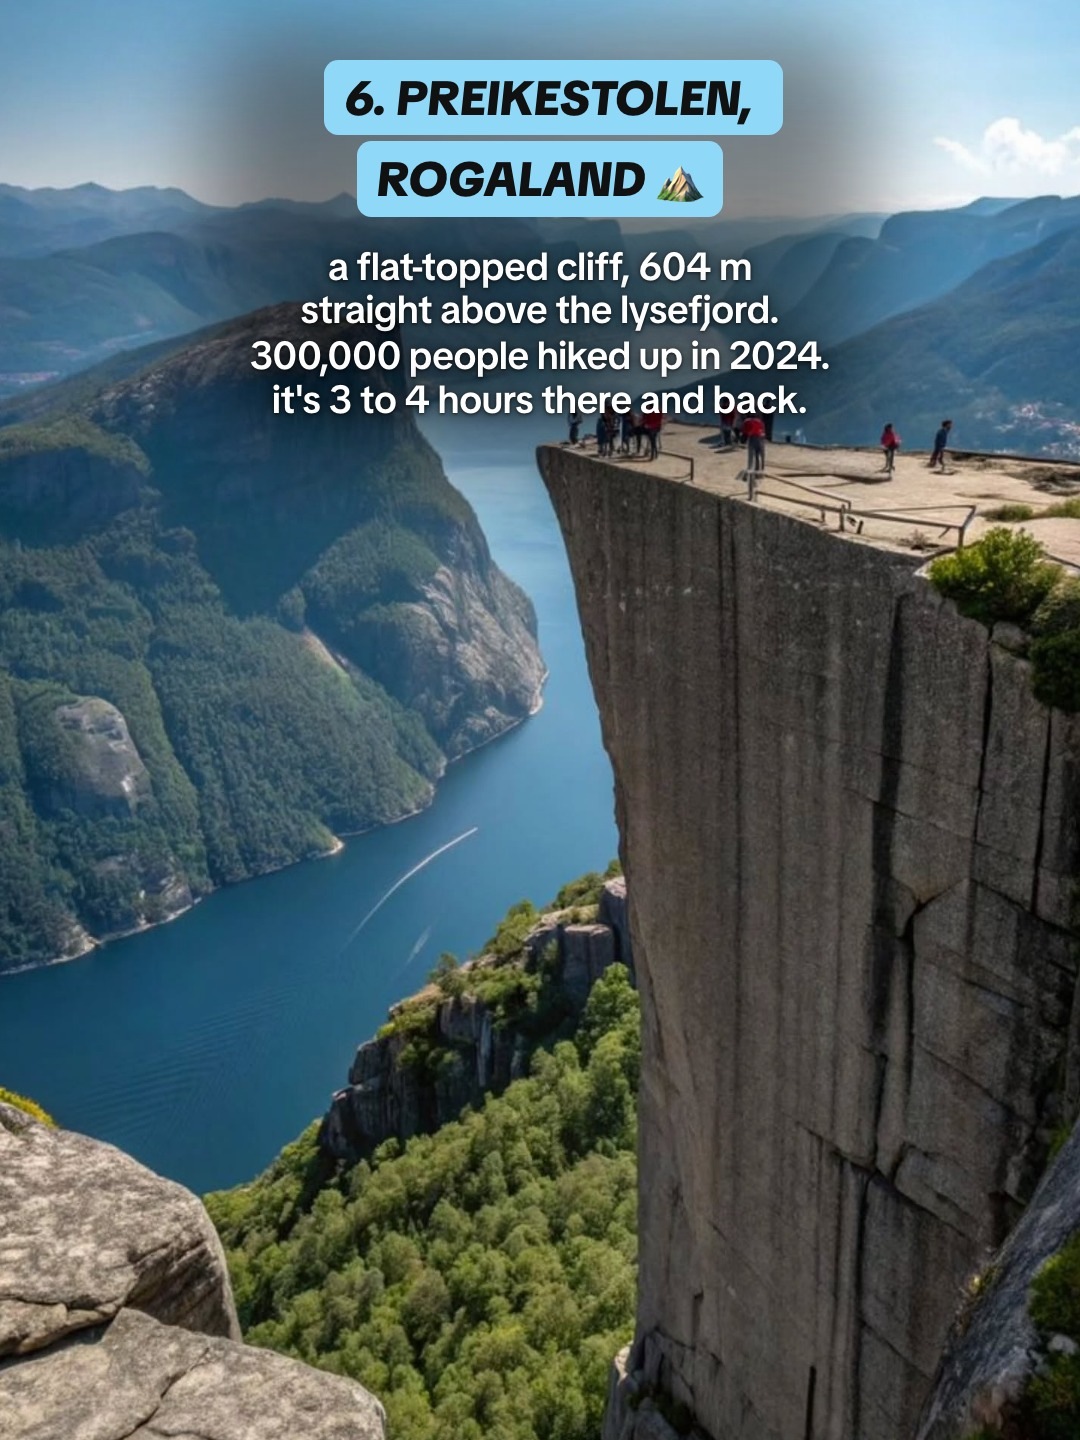 6. PREIKESTOLEN,
ROGALAND ⛰️
a flat-topped cliff, 604 m
straight above the lysefjord.
300,000 people hiked up in 2024.
it's 3 to 4 hours there and back.